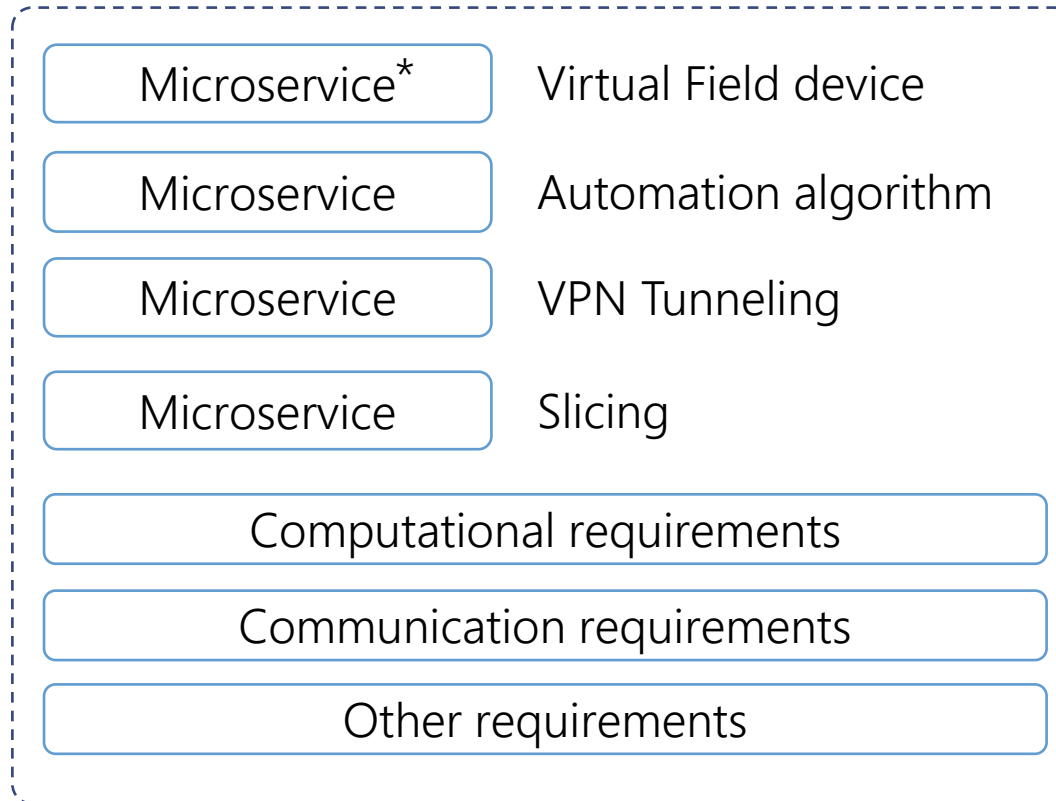 Microservice* Virtual Field device
Microservice Automation algorithm
Microservice VPN Tunneling
Microservice Slicing
Computational requirements
Communication requirements
Other requirements